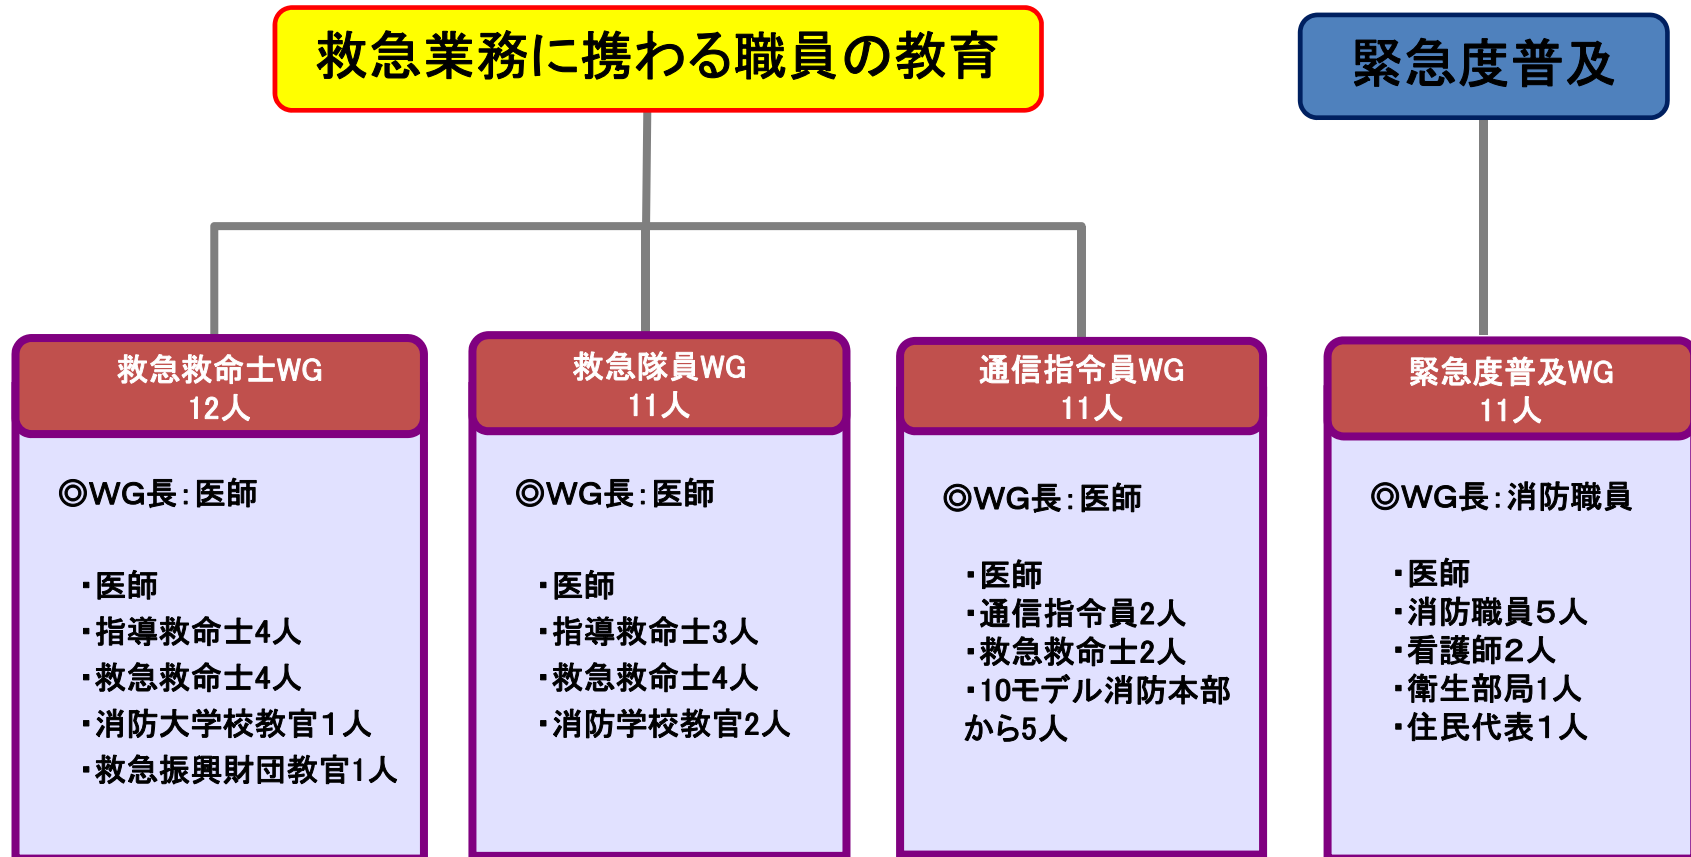 救急業務に携わる職員の教育
緊急度普及
救急救命士WG
12人
◎WG長：医師
・医師
・指導救命士4人
・救急救命士4人
・消防大学校教官１人
・救急振興財団教官1人
救急隊員WG
11人
◎WG長：医師
・医師
・指導救命士3人
・救急救命士4人
・消防学校教官2人
通信指令員WG
11人
◎WG長：医師
・医師
・通信指令員2人
・救急救命士2人
・10モデル消防本部
から5人
緊急度普及WG
11人
◎WG長：消防職員
・医師
・消防職員５人
・看護師２人
・衛生部局1人
・住民代表１人